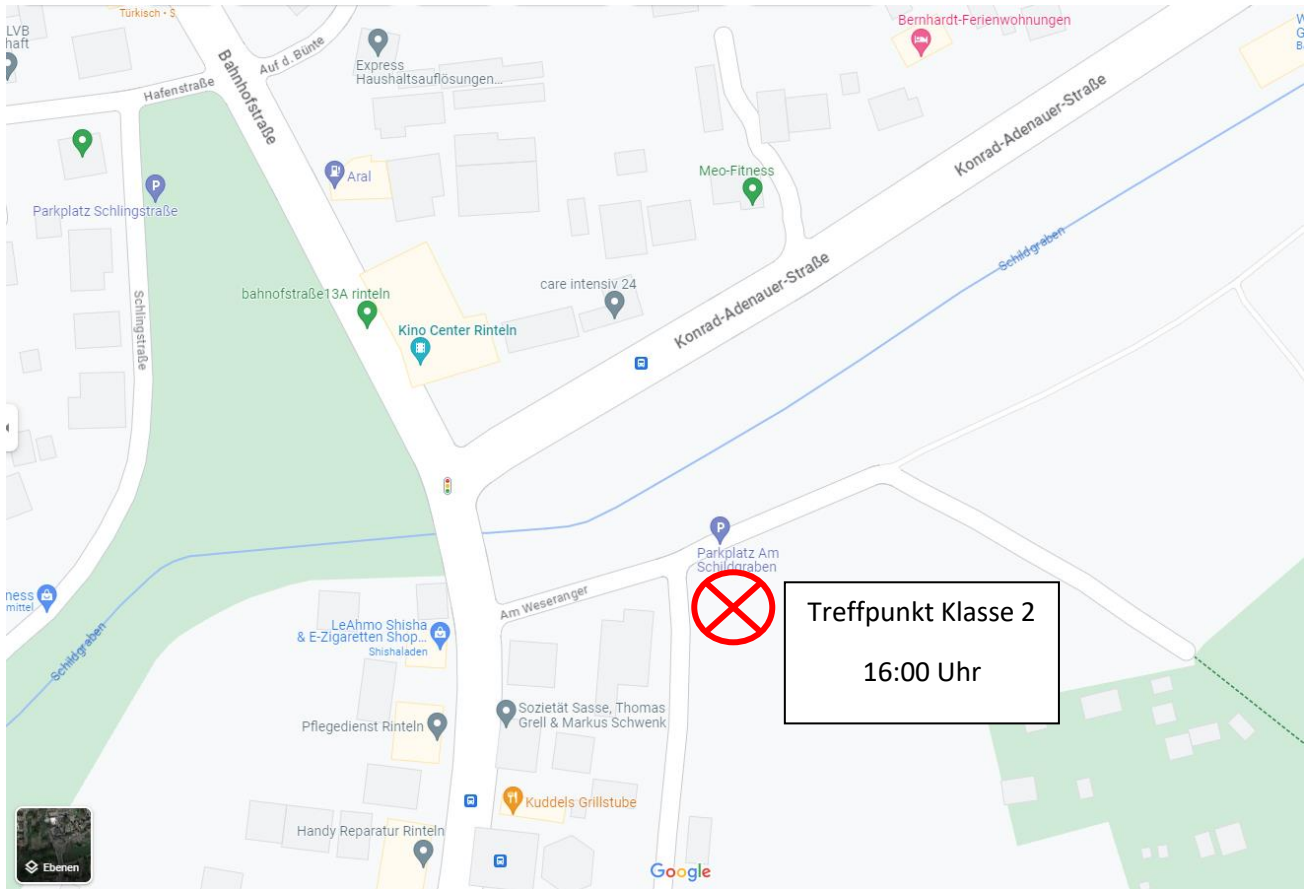 Türkisch - S
LVB
haft
Bahnhofstraße
Auf d. Bünte
Hafenstraße
Express
Haushaltsauflösungen...
Bernhardt-Ferienwohnungen
Konrad-Adenauer-Straße
Aral
P
Parkplatz Schlingstraße
Meo-Fitness
Schildgraben
Schlingstraße
bahnofstraße13A rinteln
care intensiv 24
Konrad-Adenauer-Straße
Kino Center Rinteln
P
Parkplatz Am
Schildgraben
Am Weseranger
Treffpunkt Klasse 2
16:00 Uhr
ness
mittel
Schildgraben
LeAhmo Shisha
& E-Zigaretten Shop...
Shishaladen
Pflegedienst Rinteln
Sozietät Sasse, Thomas
Grell & Markus Schwenk
Kuddels Grillstube
Handy Reparatur Rinteln
Ebenen
Google